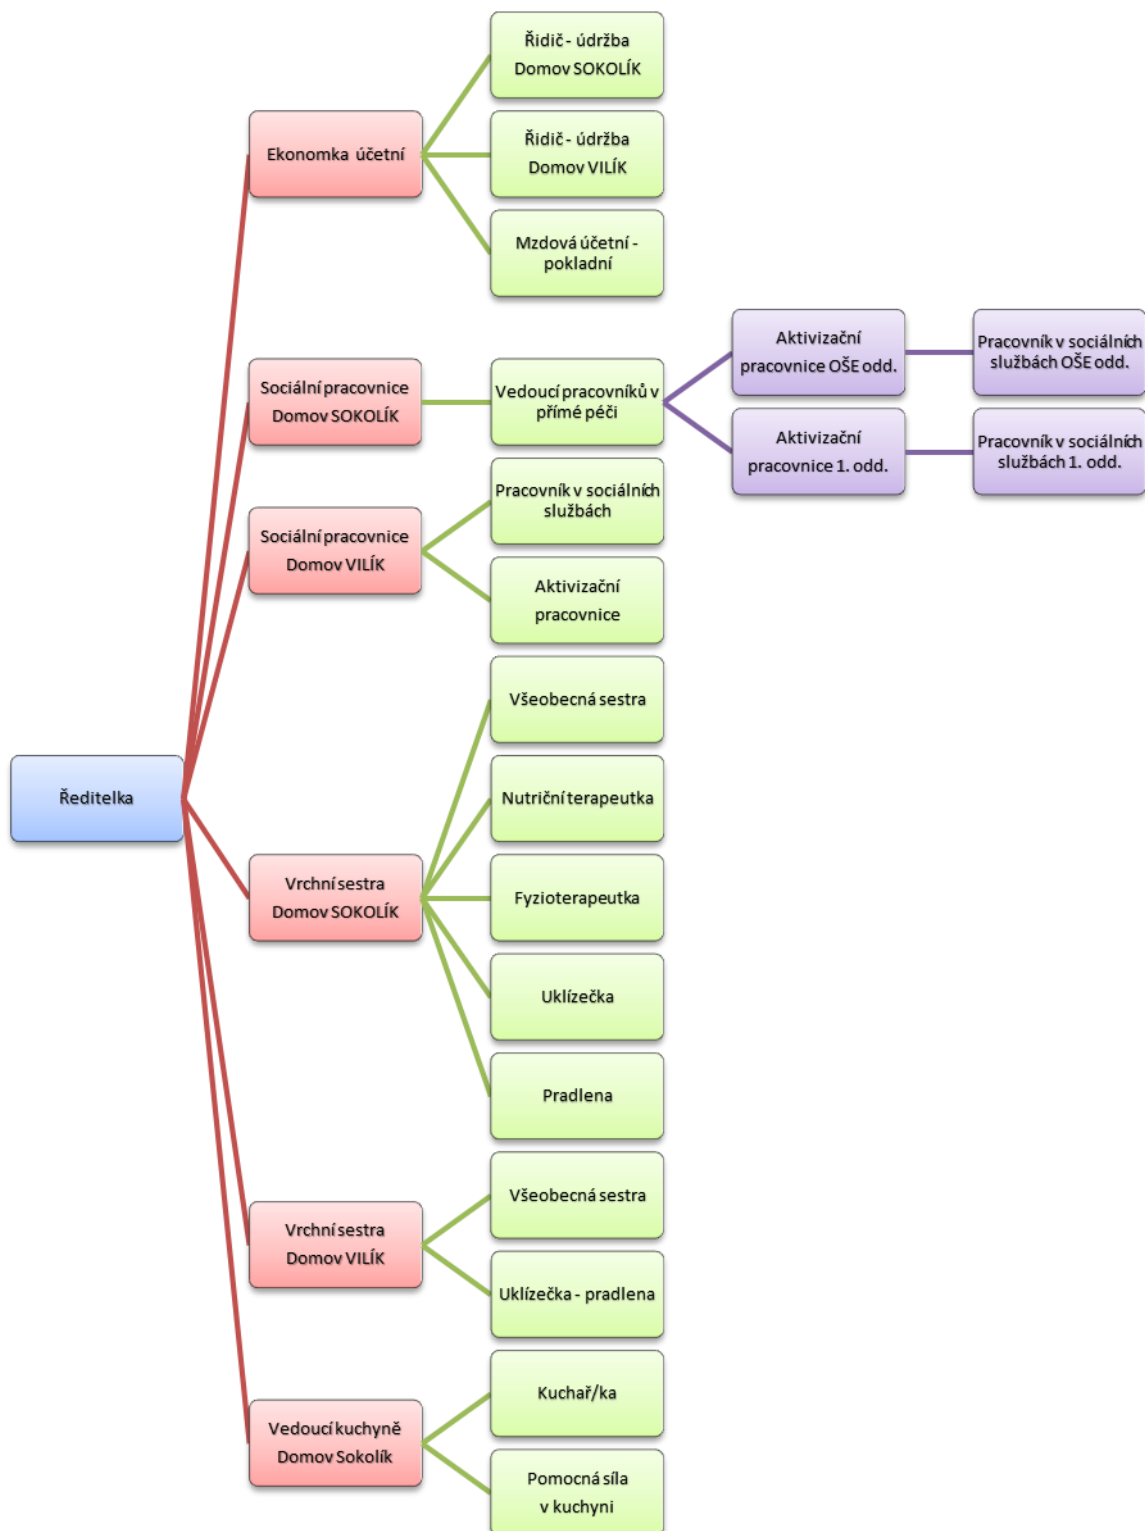 Ředitelka
Ekonomka účetní
Řidič - údržba
Domov SOKOLÍK
Řidič - údržba
Domov VILÍK
Mzdová účetní -
pokladní
Sociální pracovnice
Domov SOKOLÍK
Vedoucí pracovníků v
přímé péči
Aktivizační
pracovnice OŠE odd.
Pracovník v sociálních
službách OŠE odd.
Aktivizační
pracovnice 1. odd.
Pracovník v sociálních
službách 1. odd.
Sociální pracovnice
Domov VILÍK
Pracovník v sociálních
službách
Aktivizační
pracovnice
Vrchní sestra
Domov SOKOLÍK
Všeobecná sestra
Nutriční terapeutka
Fyzioterapeutka
Uklízečka
Pradlena
Vrchní sestra
Domov VILÍK
Všeobecná sestra
Uklízečka - pradlena
Vedoucí kuchyně
Domov Sokolík
Kuchař/ka
Pomocná síla
v kuchyni